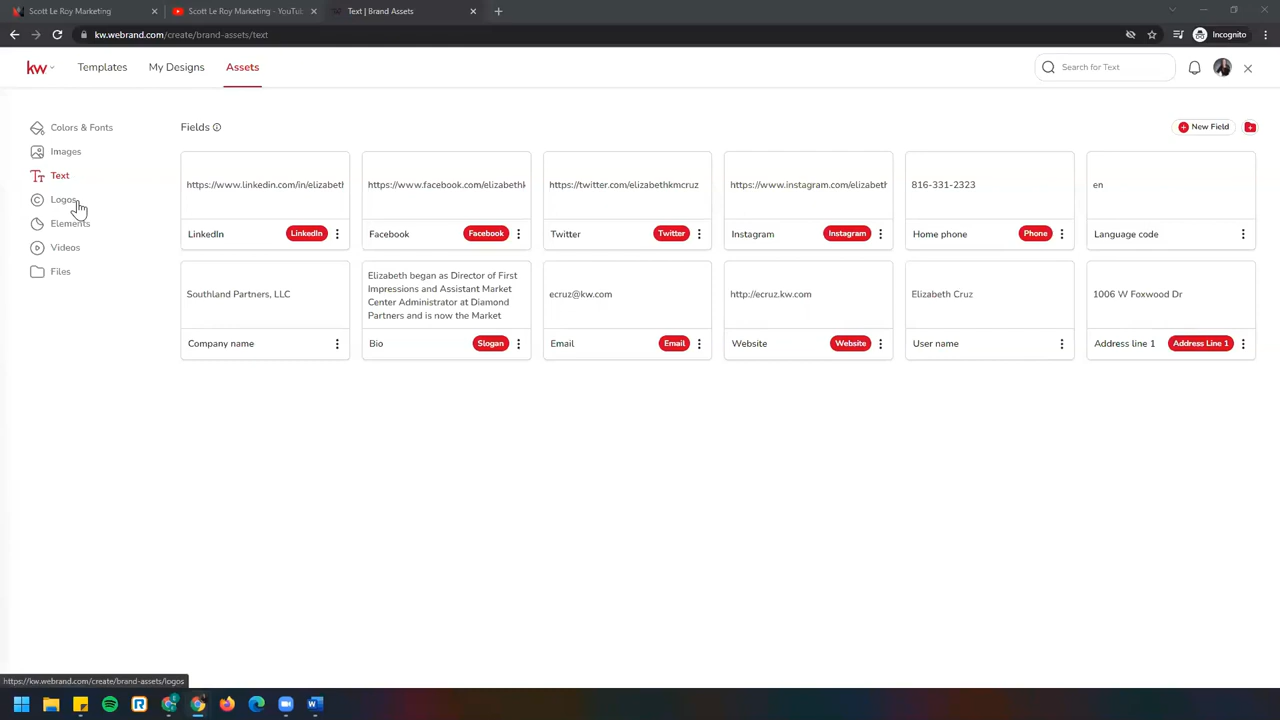 Scott Le Roy Marketing
Scott Le Roy Marketing - YouTu
Text | Brand Assets
kw.webrand.com/create/brand-assets/text
Incognito
kw
Templates
My Designs
Assets
Search for Text
Colors & Fonts
Images
Text
Logos
Elements
Videos
Files
Fields
New Field
https://www.linkedin.com/in/elizabeth
LinkedIn
LinkedIn
https://www.facebook.com/elizabethk
Facebook
Facebook
https://twitter.com/elizabethkmcruz
Twitter
Twitter
https://www.instagram.com/elizabeth
Instagram
Instagram
816-331-2323
Home phone
Phone
en
Language code
Southland Partners, LLC
Company name
Elizabeth began as Director of First
Impressions and Assistant Market
Center Administrator at Diamond
Partners and is now the Market
Bio
Slogan
ecruz@kw.com
Email
Email
http://ecruz.kw.com
Website
Website
Elizabeth Cruz
User name
1006 W Foxwood Dr
Address line 1
Address Line 1
https://kw.webrand.com/create/brand-assets/logos